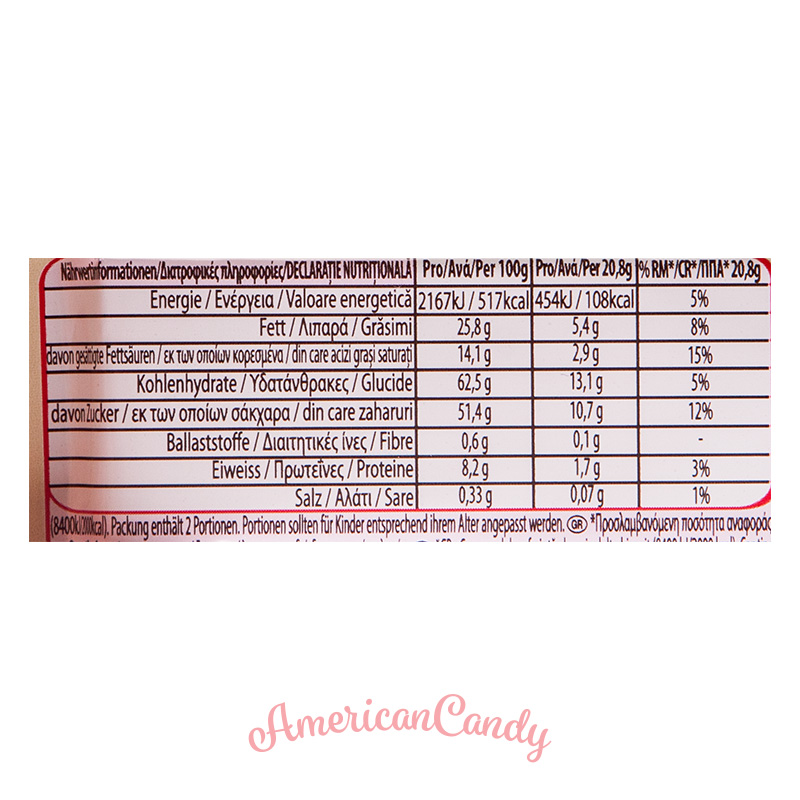 Nährwertinformationen/Διατροφικές πληροφορίες/DECLARAȚIE NUTRIȚIONALĂ Pro/Ανά/Per 100g Pro/Ανά/Per 20,8g % RM*/CR*/ΠΠΑ* 20,8g
Energie / Ενέργεια / Valoare energetică 2167kJ / 517kcal 454kJ / 108kcal 5%
Fett / Λιπαρά / Grăsimi 25,8 g 5,4 g 8%
davon gesättigte Fettsäuren / εκ των οποίων κορεσμένα / din care acizi grași saturați 14,1 g 2,9 g 15%
Kohlenhydrate / Υδατάνθρακες / Glucide 62,5 g 13,1 g 5%
davon Zucker / εκ των οποίων σάκχαρα / din care zaharuri 51,4 g 10,7 g 12%
Ballaststoffe / Διαιτητικές ίνες / Fibre 0,6 g 0,1 g -
Eiweiss / Πρωτεΐνες / Proteine 8,2 g 1,7 g 3%
Salz / Αλάτι / Sare 0,33 g 0,07 g 1%
(8400kJ/2000kcal). Packung enthält 2 Portionen. Portionen sollten für Kinder entsprechend ihrem Alter angepasst werden. GR *Προσλαμβανόμενη ποσότητα αναφοράς
AmericanCandy